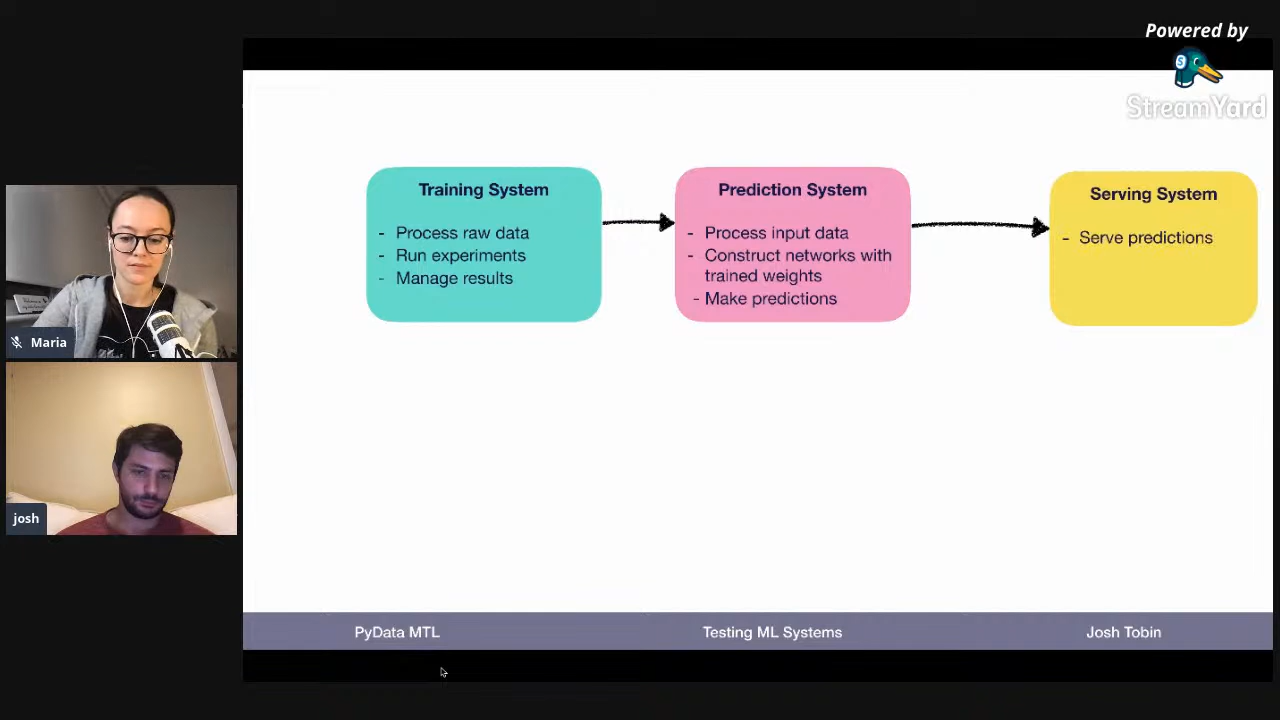 Powered by
StreamYard
Training System
- Process raw data
- Run experiments
- Manage results
Prediction System
- Process input data
- Construct networks with
trained weights
- Make predictions
Serving System
- Serve predictions
Maria
josh
PyData MTL
Testing ML Systems
Josh Tobin